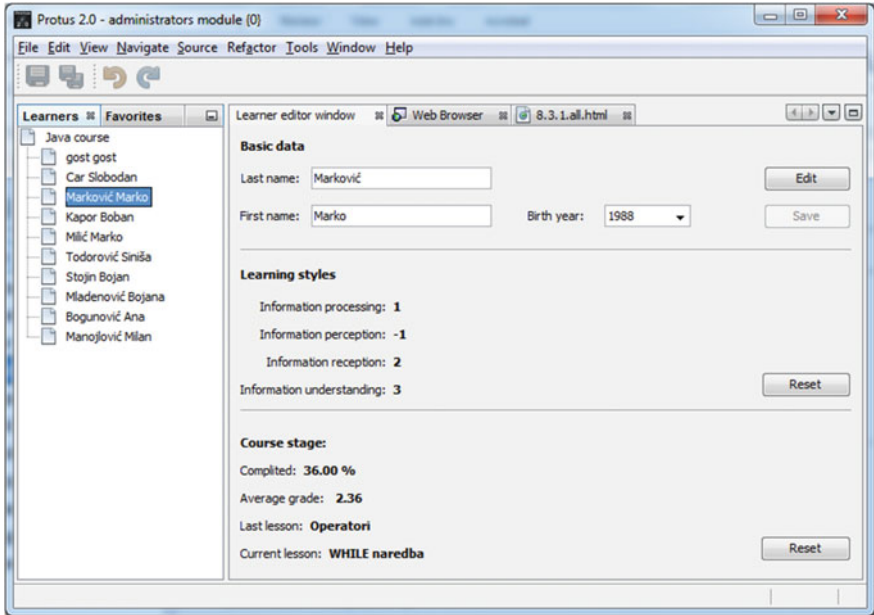 Protus 2.0 - administrators module {0}
File Edit View Navigate Source Refactor Tools Window Help
Learners Favorites
Java course
gost gost
Car Slobodan
Marković Marko
Kapor Boban
Milić Marko
Todorović Siniša
Stojin Bojan
Mladenović Bojana
Bogunović Ana
Manojlović Milan
Learner editor window Web Browser 8.3.1.all.html
Basic data
Last name: Marković Edit
First name: Marko Birth year: 1988 Save
Learning styles
Information processing: 1
Information perception: -1
Information reception: 2
Information understanding: 3 Reset
Course stage:
Complited: 36.00 %
Average grade: 2.36
Last lesson: Operatori
Current lesson: WHILE naredba Reset